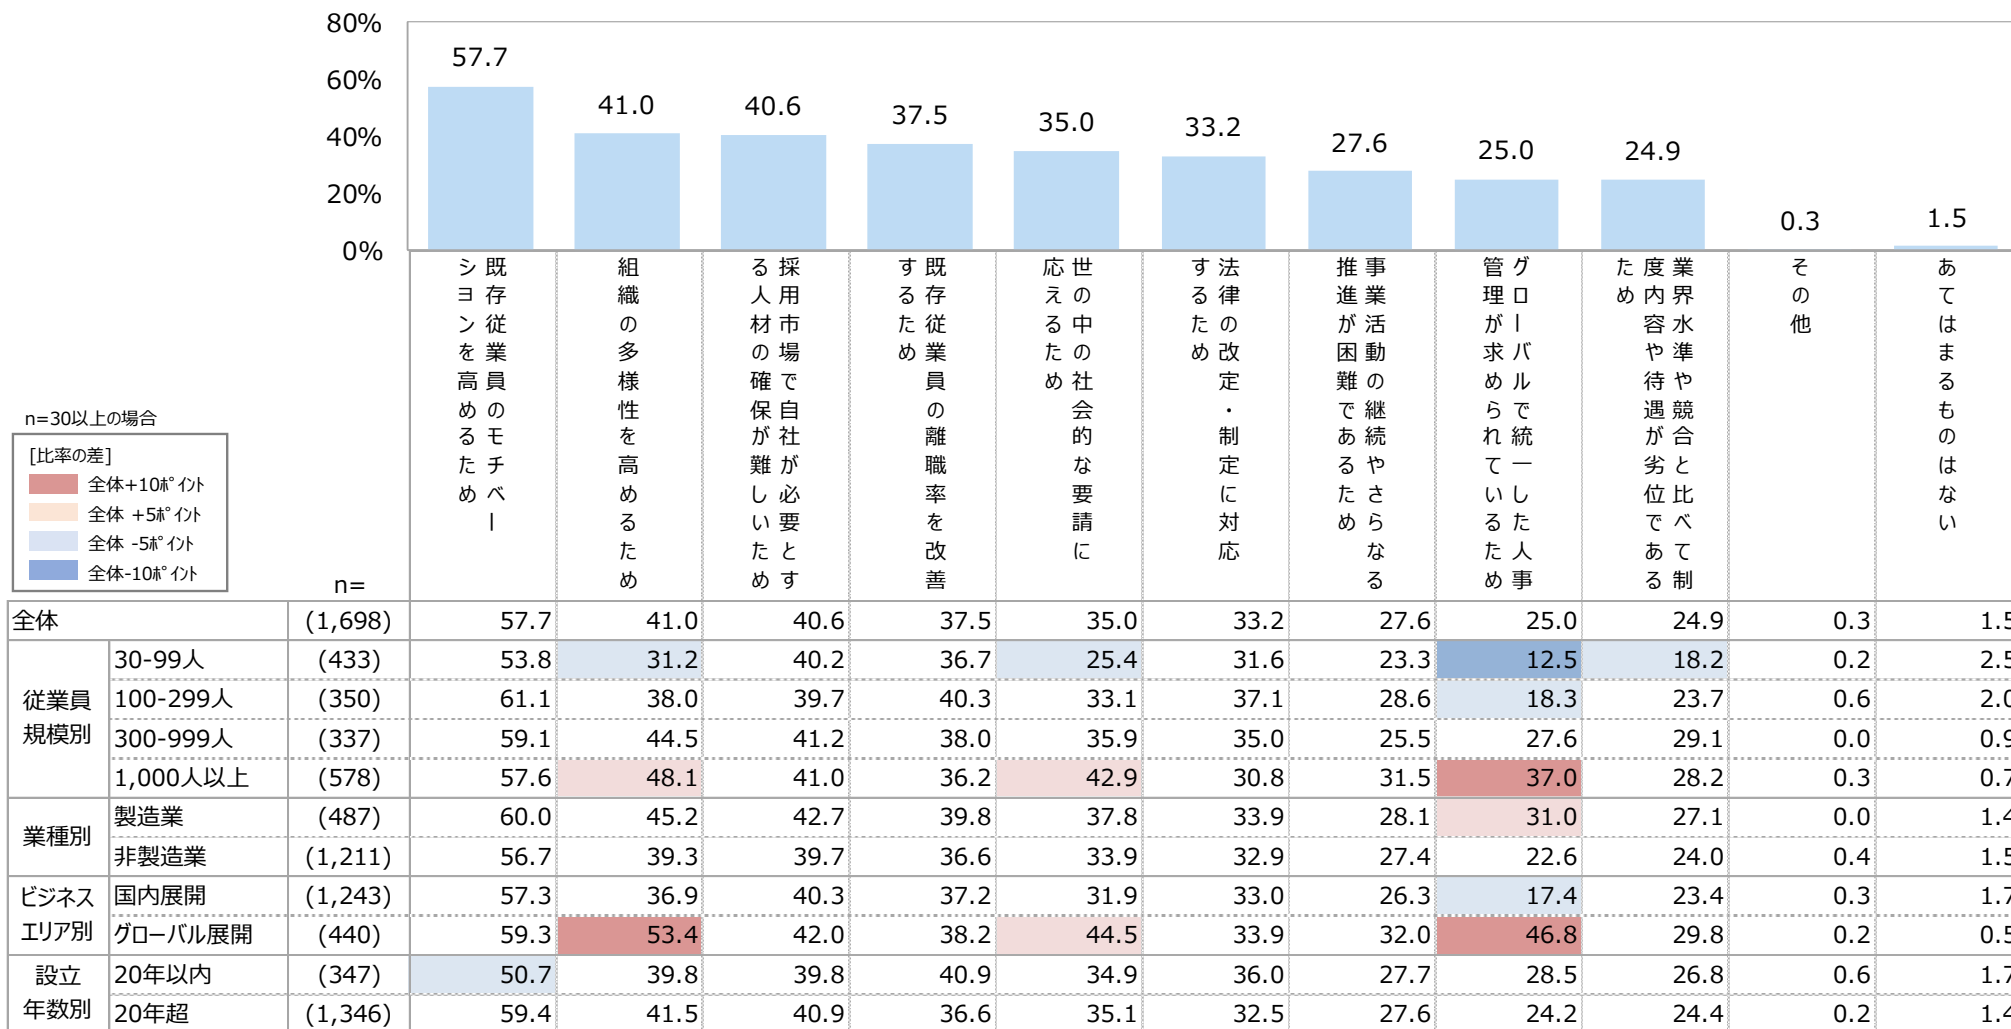 80%
60%
40%
20%
0%
57.7
41.0
40.6
37.5
35.0
33.2
27.6
25.0
24.9
0.3
1.5
既存従業員のモチベー
ションを高めるため
組織の多様性を高めるため
採用市場で自社が必要とす
る人材の確保が難しいため
既存従業員の離職率を改善
するため
世の中の社会的な要請に
応えるため
法律の改定・制定に対応
するため
事業活動の継続やさらなる
推進が困難であるため
グローバルで統一した人事
管理が求められているため
業界水準や競合と比べて制
度内容や待遇が劣位である
ため
その他
あてはまるものはない
n=30以上の場合
[比率の差]
全体+10ポイント
全体 +5ポイント
全体 -5ポイント
全体-10ポイント
n=
全体 (1,698) 57.7 41.0 40.6 37.5 35.0 33.2 27.6 25.0 24.9 0.3 1.5
従業員
規模別
30-99人 (433) 53.8 31.2 40.2 36.7 25.4 31.6 23.3 12.5 18.2 0.2 2.5
100-299人 (350) 61.1 38.0 39.7 40.3 33.1 37.1 28.6 18.3 23.7 0.6 2.0
300-999人 (337) 59.1 44.5 41.2 38.0 35.9 35.0 25.5 27.6 29.1 0.0 0.9
1,000人以上 (578) 57.6 48.1 41.0 36.2 42.9 30.8 31.5 37.0 28.2 0.3 0.7
業種別
製造業 (487) 60.0 45.2 42.7 39.8 37.8 33.9 28.1 31.0 27.1 0.0 1.4
非製造業 (1,211) 56.7 39.3 39.7 36.6 33.9 32.9 27.4 22.6 24.0 0.4 1.5
ビジネス
エリア別
国内展開 (1,243) 57.3 36.9 40.3 37.2 31.9 33.0 26.3 17.4 23.4 0.3 1.7
グローバル展開 (440) 59.3 53.4 42.0 38.2 44.5 33.9 32.0 46.8 29.8 0.2 0.5
設立
年数別
20年以内 (347) 50.7 39.8 39.8 40.9 34.9 36.0 27.7 28.5 26.8 0.6 1.7
20年超 (1,346) 59.4 41.5 40.9 36.6 35.1 32.5 27.6 24.2 24.4 0.2 1.4